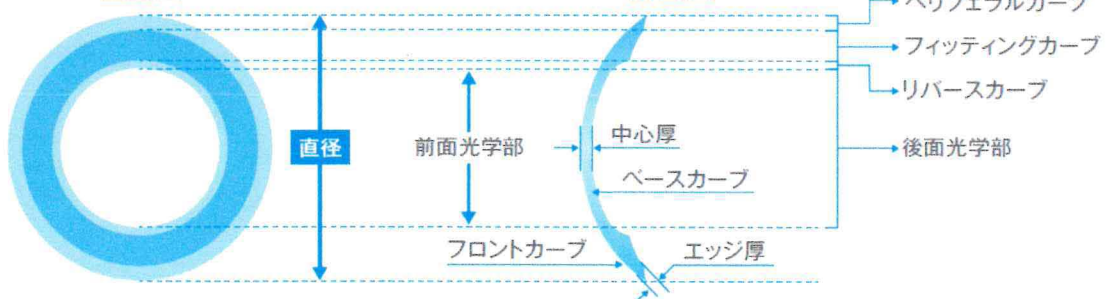 ペリフェラルカーブ
フィッティングカーブ
リバースカーブ
直径
前面光学部
中心厚
後面光学部
ベースカーブ
フロントカーブ
エッジ厚